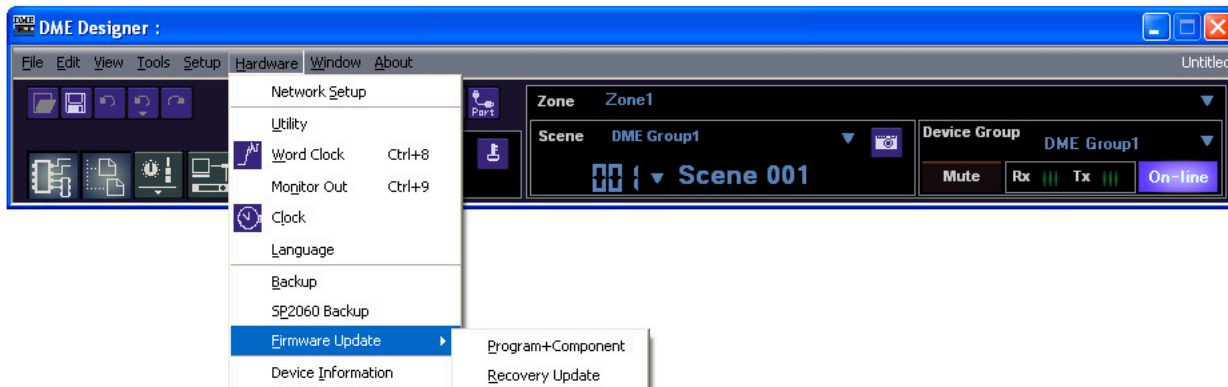 DME Designer :
File Edit View Tools Setup Hardware Window About Untitled
Network Setup
Utility
Word Clock Ctrl+8
Monitor Out Ctrl+9
Clock
Language
Backup
SP2060 Backup
Firmware Update
Device Information
Program+Component
Recovery Update
Port
Zone Zone1
Scene DME Group1
001 Scene 001
Device Group DME Group1
Mute Rx Tx On-line